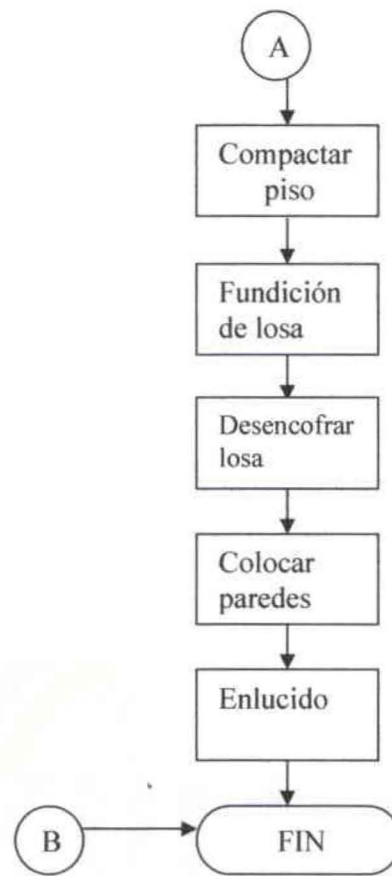 A
Compactar
piso
Fundición
de losa
Desencofrar
losa
Colocar
paredes
Enlucido
B
FIN